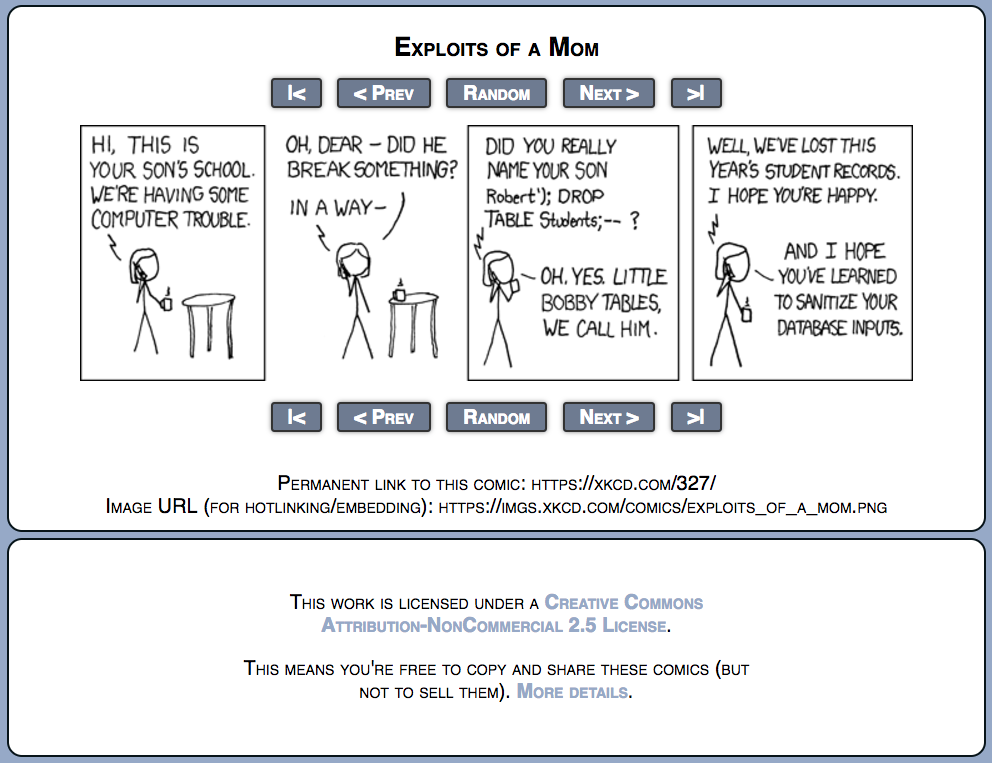 Exploits of a Mom
|< < Prev Random Next > >|
HI, THIS IS
YOUR SON'S SCHOOL.
WE'RE HAVING SOME
COMPUTER TROUBLE.
OH, DEAR – DID HE
BREAK SOMETHING?
IN A WAY–
DID YOU REALLY
NAME YOUR SON
Robert'); DROP
TABLE Students;-- ?
OH, YES. LITTLE
BOBBY TABLES,
WE CALL HIM.
WELL, WE'VE LOST THIS
YEAR'S STUDENT RECORDS.
I HOPE YOU'RE HAPPY.
AND I HOPE
YOU'VE LEARNED
TO SANITIZE YOUR
DATABASE INPUTS.
|< < Prev Random Next > >|
Permanent link to this comic: https://xkcd.com/327/
Image URL (for hotlinking/embedding): https://imgs.xkcd.com/comics/exploits_of_a_mom.png
This work is licensed under a Creative Commons
Attribution-NonCommercial 2.5 License.
This means you're free to copy and share these comics (but
not to sell them). More details.